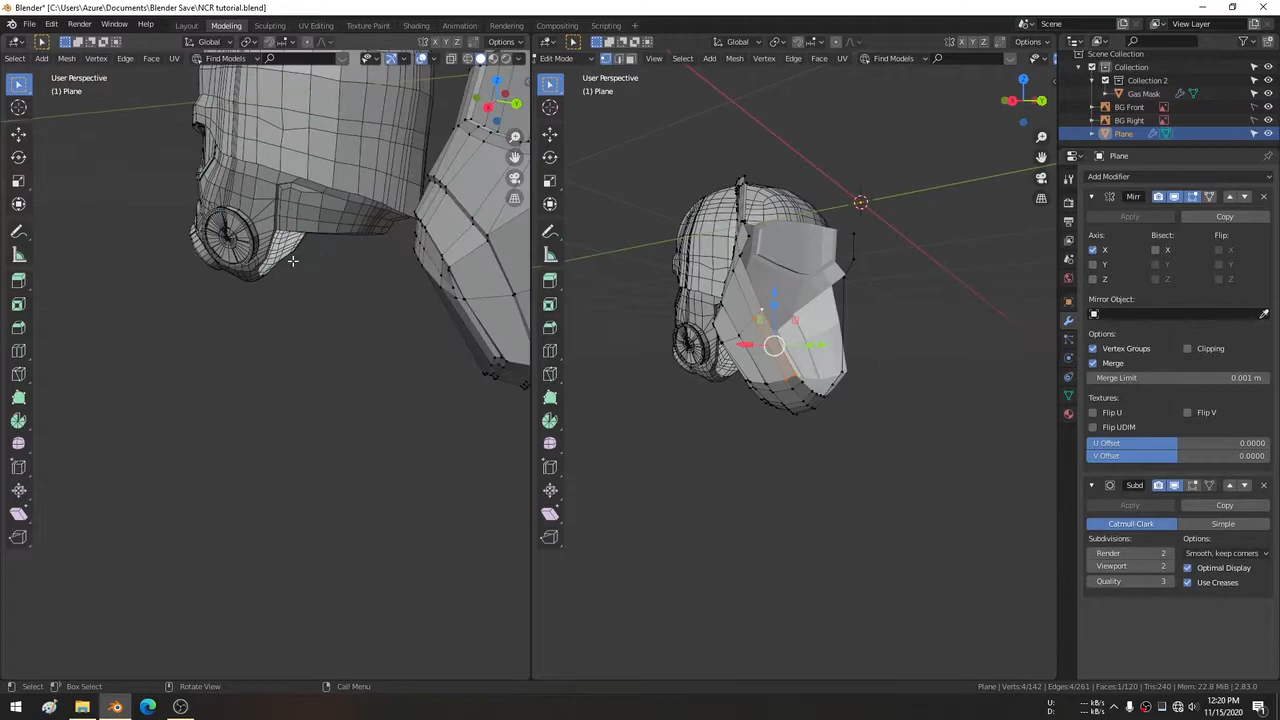 Blender* [C:\Users\Azure\Documents\Blender Save\NCR tutorial.blend]
File Edit Render Window Help Layout Modeling Sculpting UV Editing Texture Paint Shading Animation Rendering Compositing Scripting + Scene View Layer
Global Options Global Options
Select Add Mesh Vertex Edge Face UV Find Models Edit Mode View Select Add Mesh Vertex Edge Face UV Find Models
User Perspective
(1) Plane
User Perspective
(1) Plane
Scene Collection
Collection
Collection 2
Gas Mask
BG Front
BG Right
Plane
Plane
Add Modifier
Mirr
Apply Copy
Axis: Bisect: Flip:
X X X
Y Y Y
Z Z Z
Mirror Object:
Options:
Vertex Groups Clipping
Merge
Merge Limit 0.001 m
Textures:
Flip U Flip V
Flip UDIM
U Offset 0.0000
V Offset 0.0000
Subd
Apply Copy
Catmull-Clark Simple
Subdivisions: Options:
Render 2 Smooth, keep corners
Viewport 2 Optimal Display
Quality 3 Use Creases
Select Box Select Rotate View Call Menu Plane | Verts:4/142 | Edges:4/261 | Faces:1/120 | Tris:240 | Mem: 22.8 MiB | 2.83.0
U: --- kB/s
D: --- kB/s
12:20 PM
11/15/2020